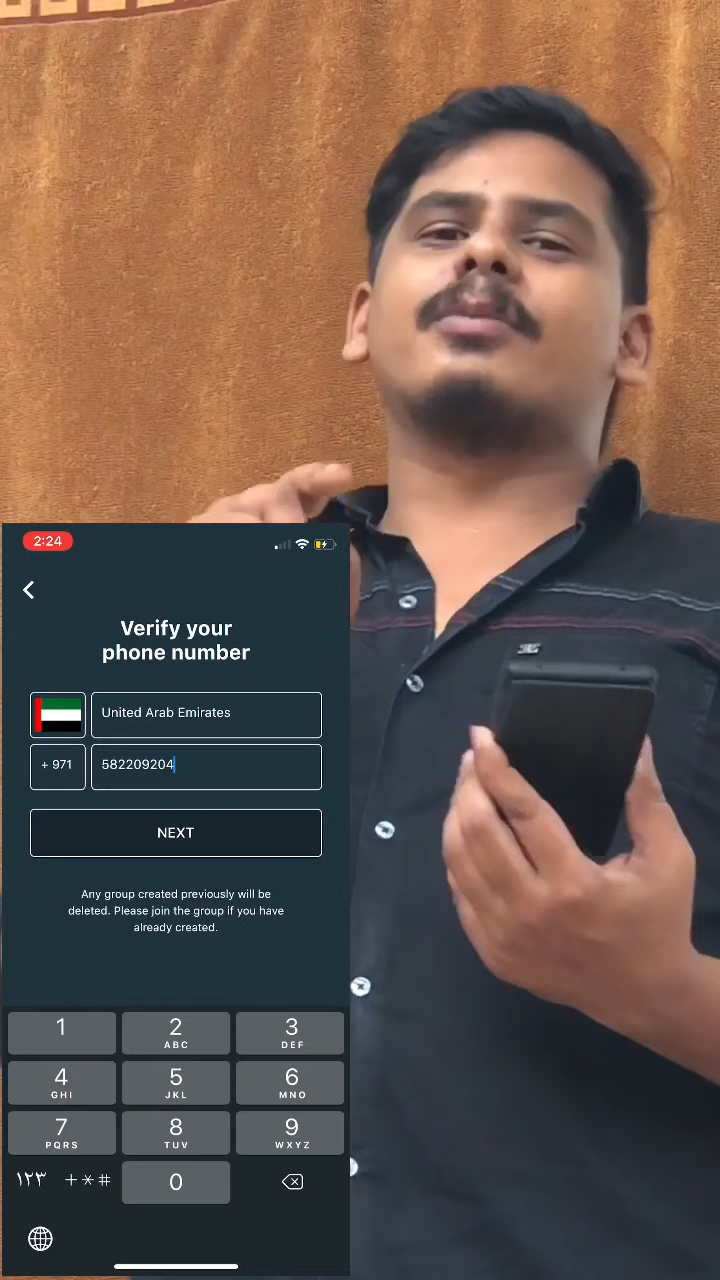 2:24
Verify your
phone number
United Arab Emirates
+ 971
582209204
NEXT
Any group created previously will be
deleted. Please join the group if you have
already created.
1
2
ABC
3
DEF
4
GHI
5
JKL
6
MNO
7
PQRS
8
TUV
9
WXYZ
١٢٣
+*#
0